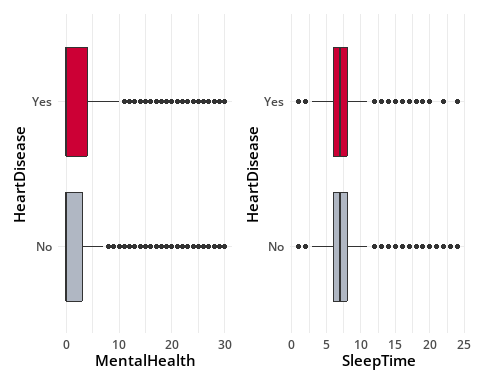 HeartDisease
Yes
No
0 10 20 30
MentalHealth
HeartDisease
Yes
No
0 5 10 15 20 25
SleepTime